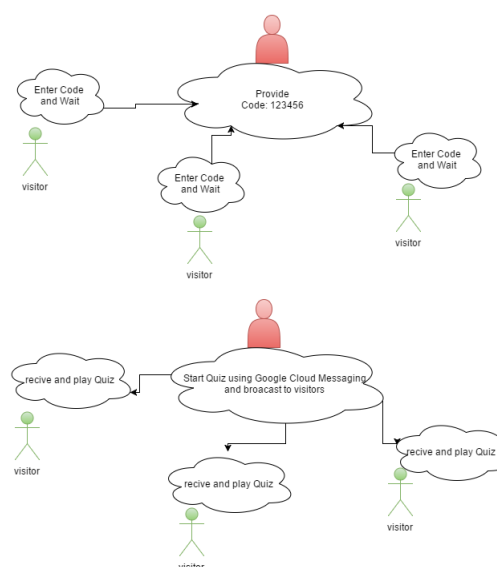 Provide
Code: 123456
Enter Code
and Wait
visitor
Enter Code
and Wait
visitor
Enter Code
and Wait
visitor
Start Quiz using Google Cloud Messaging
and broacast to visitors
recive and play Quiz
visitor
recive and play Quiz
visitor
recive and play Quiz
visitor